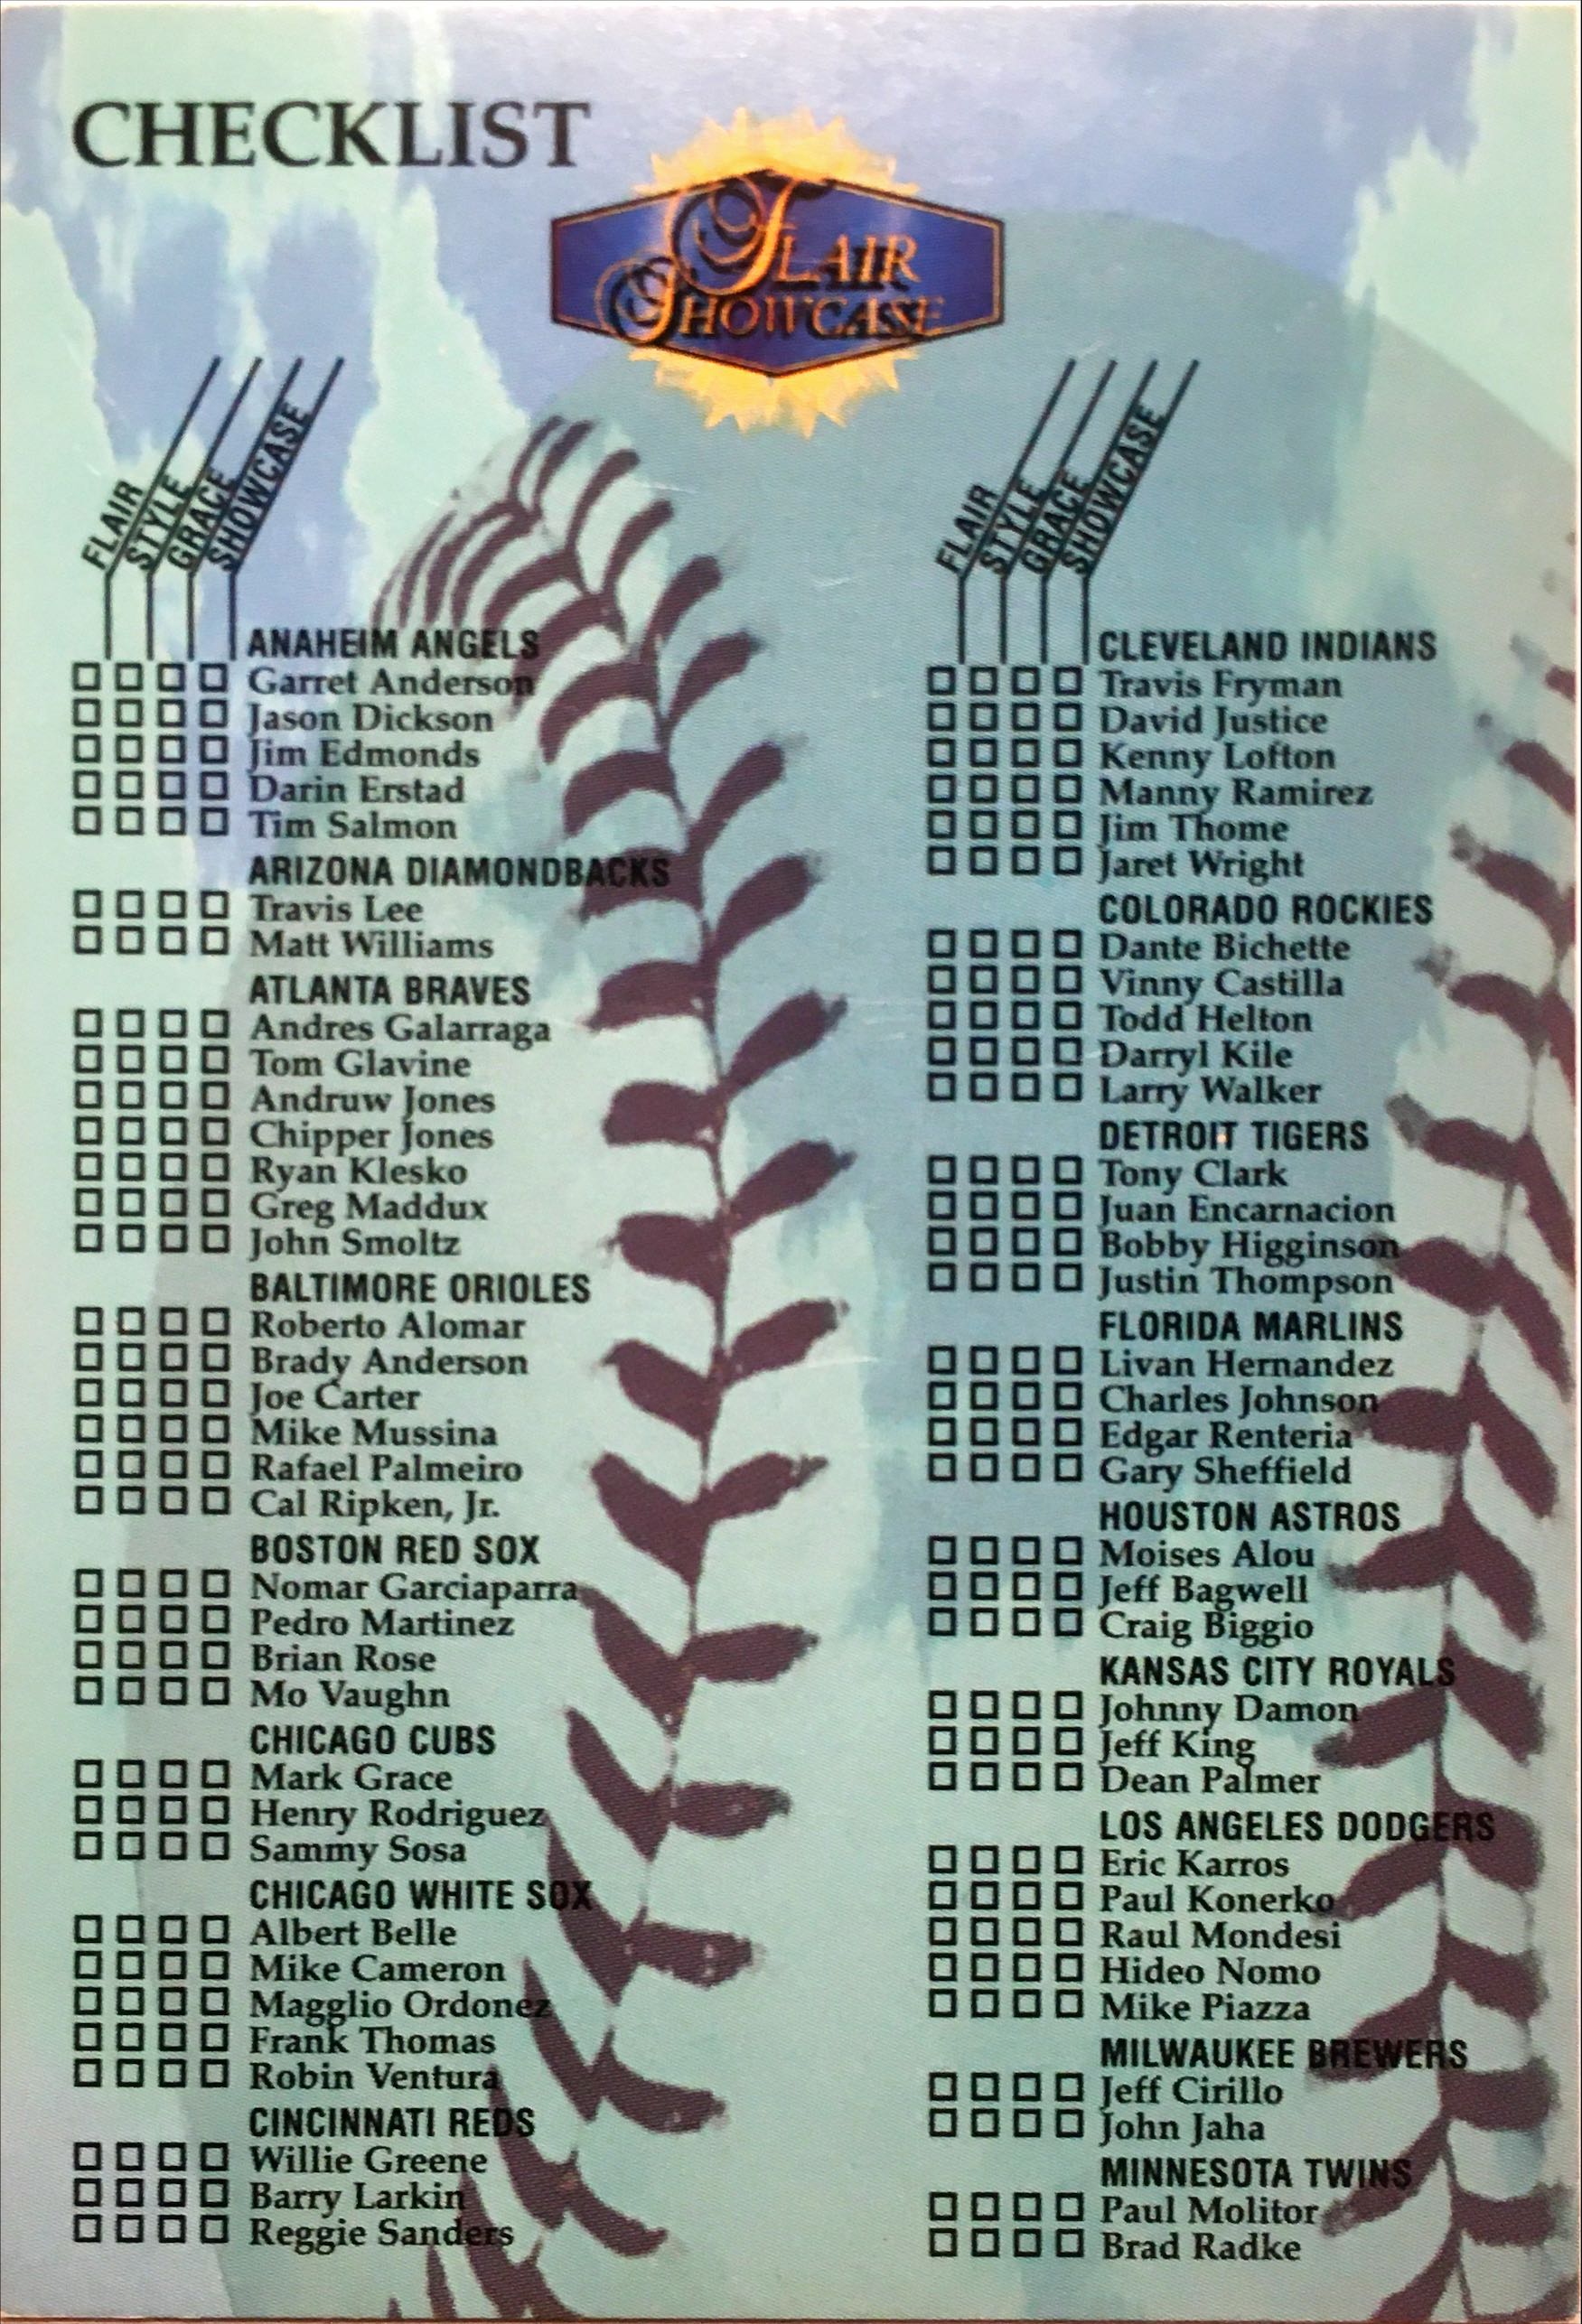 CHECKLIST
FLAIR SHOWCASE
FLAIR
STYLE
GRACE
SHOWCASE
ANAHEIM ANGELS
Garret Anderson
Jason Dickson
Jim Edmonds
Darin Erstad
Tim Salmon
ARIZONA DIAMONDBACKS
Travis Lee
Matt Williams
ATLANTA BRAVES
Andres Galarraga
Tom Glavine
Andruw Jones
Chipper Jones
Ryan Klesko
Greg Maddux
John Smoltz
BALTIMORE ORIOLES
Roberto Alomar
Brady Anderson
Joe Carter
Mike Mussina
Rafael Palmeiro
Cal Ripken, Jr.
BOSTON RED SOX
Nomar Garciaparra
Pedro Martinez
Brian Rose
Mo Vaughn
CHICAGO CUBS
Mark Grace
Henry Rodriguez
Sammy Sosa
CHICAGO WHITE SOX
Albert Belle
Mike Cameron
Magglio Ordonez
Frank Thomas
Robin Ventura
CINCINNATI REDS
Willie Greene
Barry Larkin
Reggie Sanders
FLAIR
STYLE
GRACE
SHOWCASE
CLEVELAND INDIANS
Travis Fryman
David Justice
Kenny Lofton
Manny Ramirez
Jim Thome
Jaret Wright
COLORADO ROCKIES
Dante Bichette
Vinny Castilla
Todd Helton
Darryl Kile
Larry Walker
DETROIT TIGERS
Tony Clark
Juan Encarnacion
Bobby Higginson
Justin Thompson
FLORIDA MARLINS
Livan Hernandez
Charles Johnson
Edgar Renteria
Gary Sheffield
HOUSTON ASTROS
Moises Alou
Jeff Bagwell
Craig Biggio
KANSAS CITY ROYALS
Johnny Damon
Jeff King
Dean Palmer
LOS ANGELES DODGERS
Eric Karros
Paul Konerko
Raul Mondesi
Hideo Nomo
Mike Piazza
MILWAUKEE BREWERS
Jeff Cirillo
John Jaha
MINNESOTA TWINS
Paul Molitor
Brad Radke